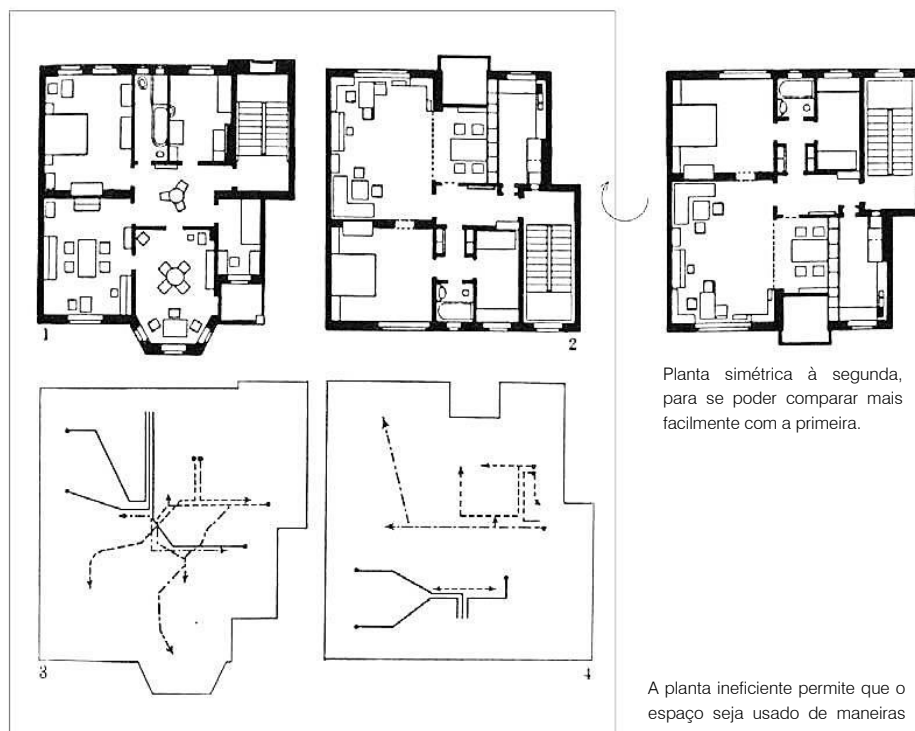 1
2
Planta simétrica à segunda,
para se poder comparar mais
facilmente com a primeira.
3
4
A planta ineficiente permite que o
espaço seja usado de maneiras